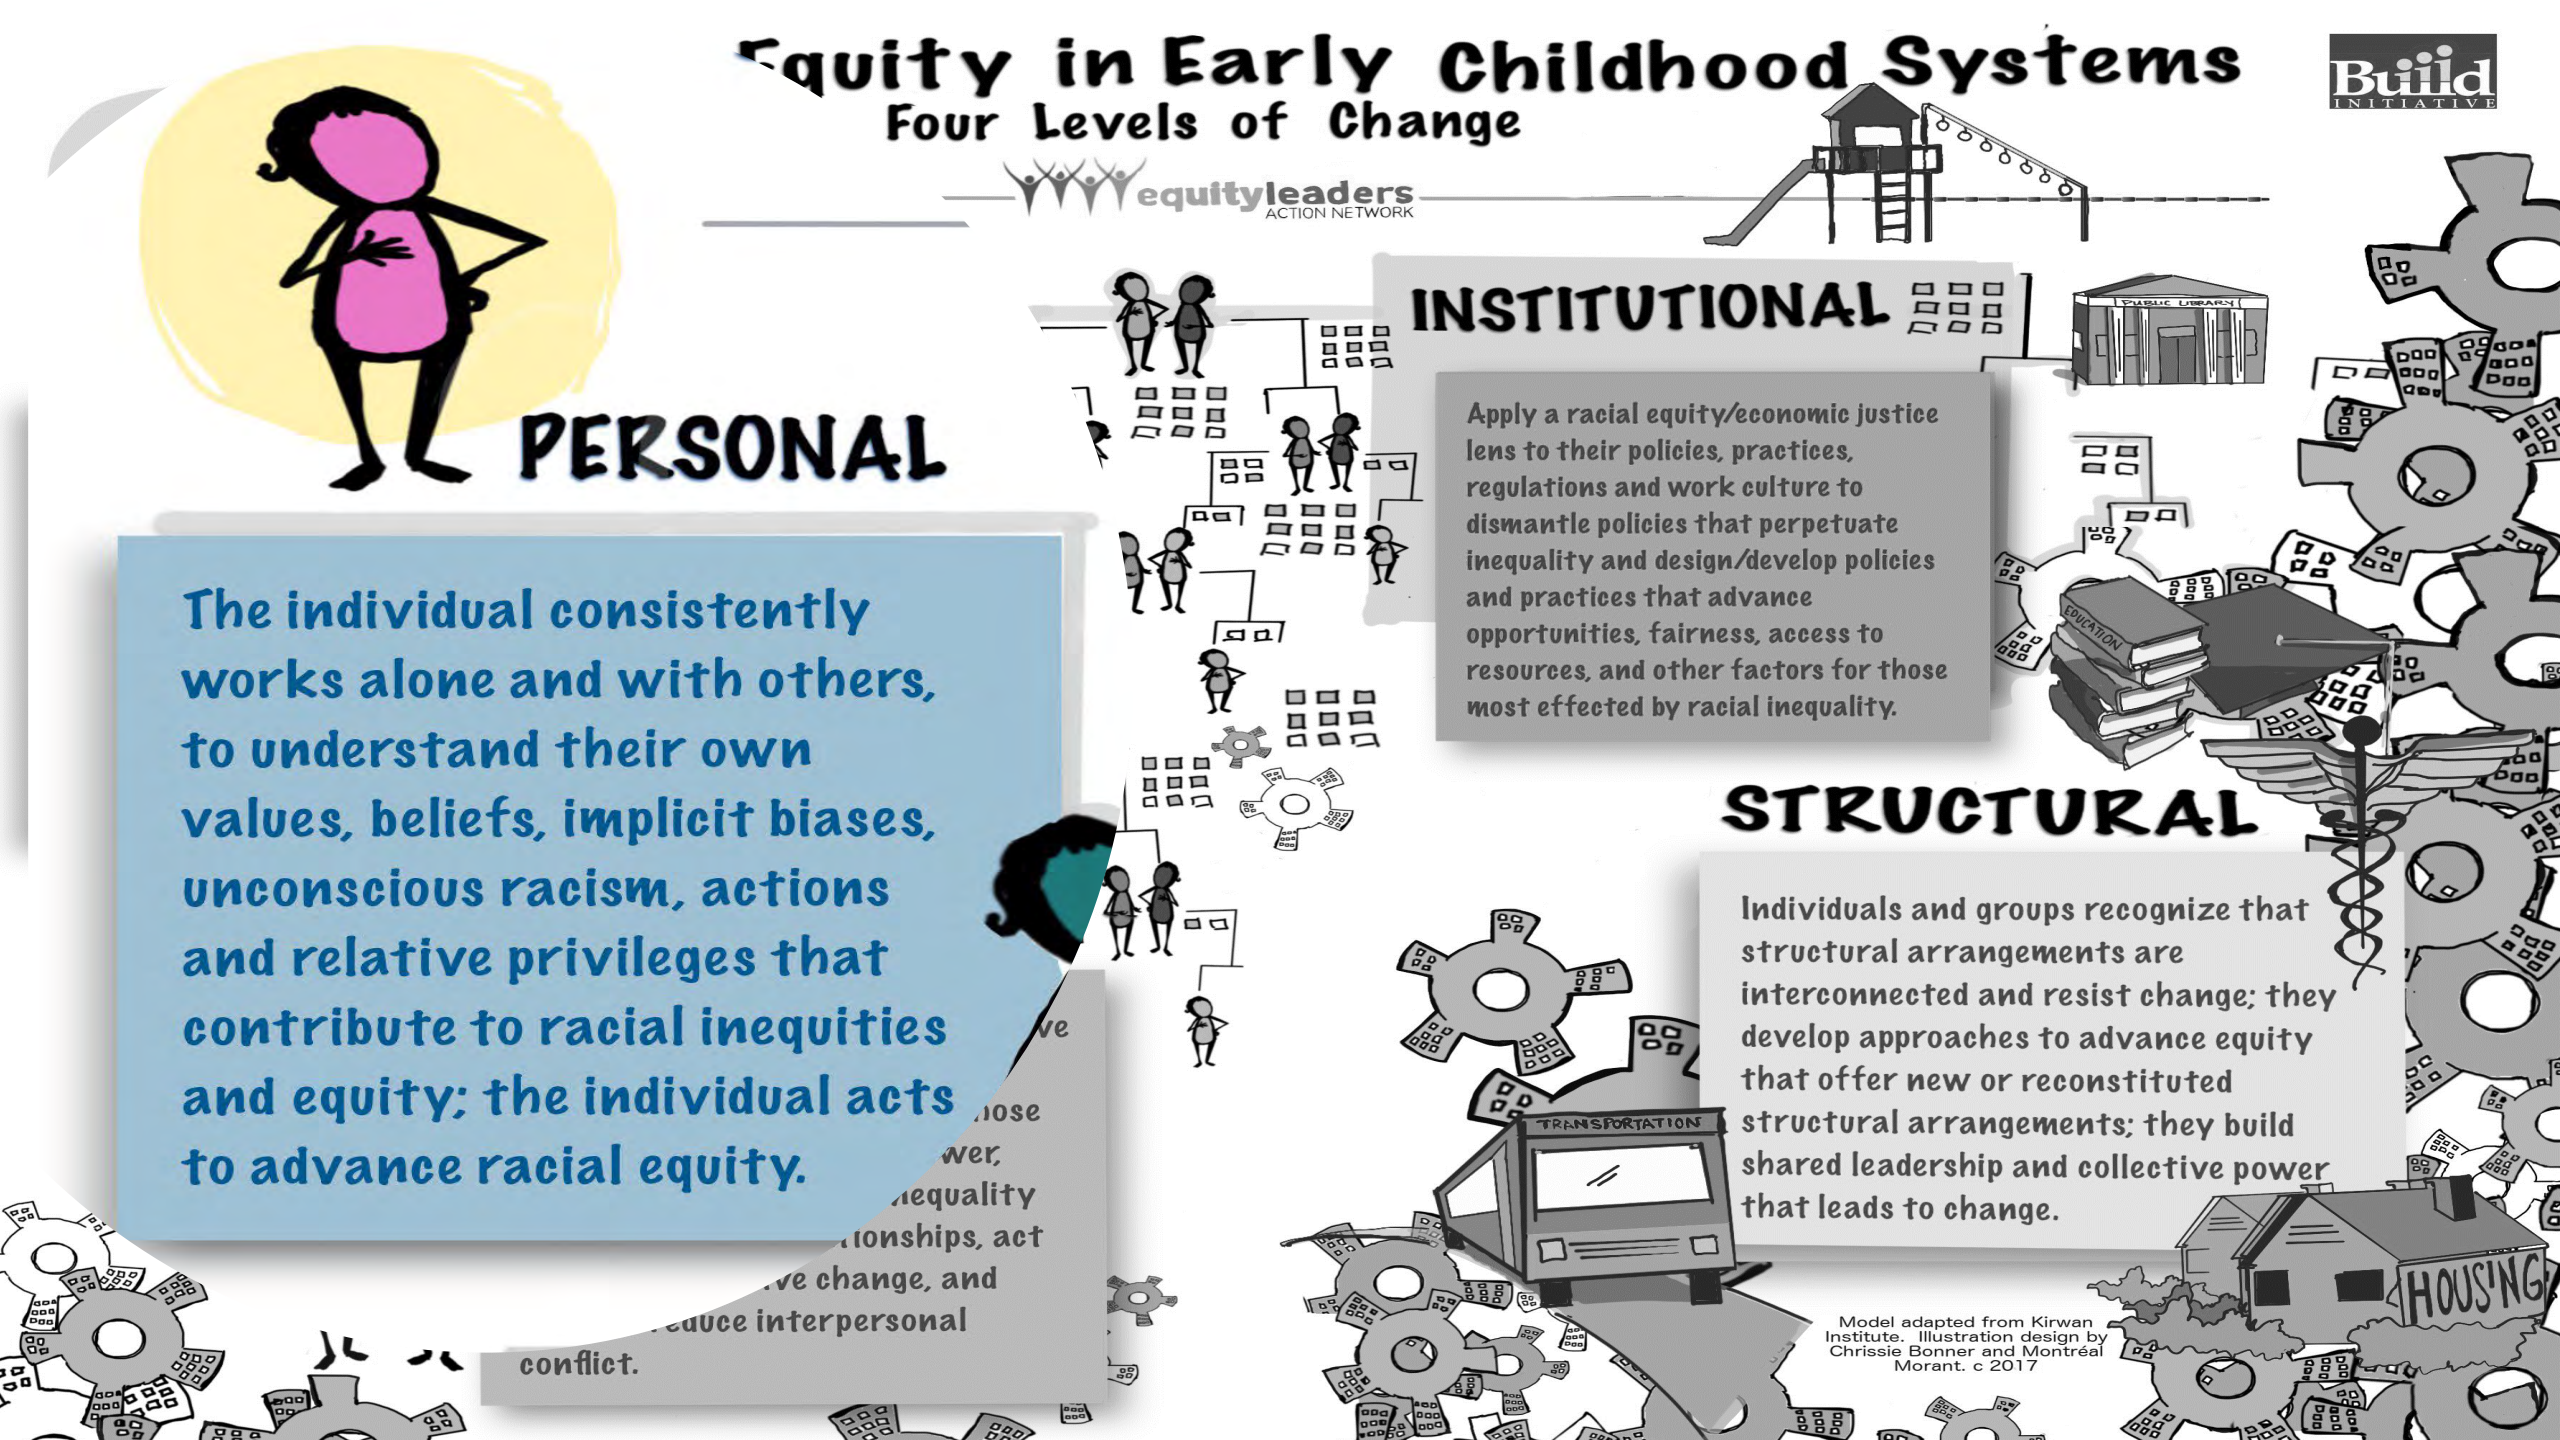 Equity in Early Childhood Systems
Four Levels of Change
Build
INITIATIVE
equityleaders
ACTION NETWORK
PERSONAL
The individual consistently
works alone and with others,
to understand their own
values, beliefs, implicit biases,
unconscious racism, actions
and relative privileges that
contribute to racial inequities
and equity; the individual acts
to advance racial equity.
wer,
act
change, and
interpersonal
conflict.
INSTITUTIONAL
PUBLIC LIBRARY
Apply a racial equity/economic justice
lens to their policies, practices,
regulations and work culture to
dismantle policies that perpetuate
inequality and design/develop policies
and practices that advance
opportunities, fairness, access to
resources, and other factors for those
most effected by racial inequality.
EDUCATION
STRUCTURAL
Individuals and groups recognize that
structural arrangements are
interconnected and resist change; they
develop approaches to advance equity
that offer new or reconstituted
structural arrangements; they build
shared leadership and collective power
that leads to change.
TRANSPORTATION
HOUSING
Model adapted from Kirwan
Institute. Illustration design by
Chrissie Bonner and Montréal
Morant. c 2017